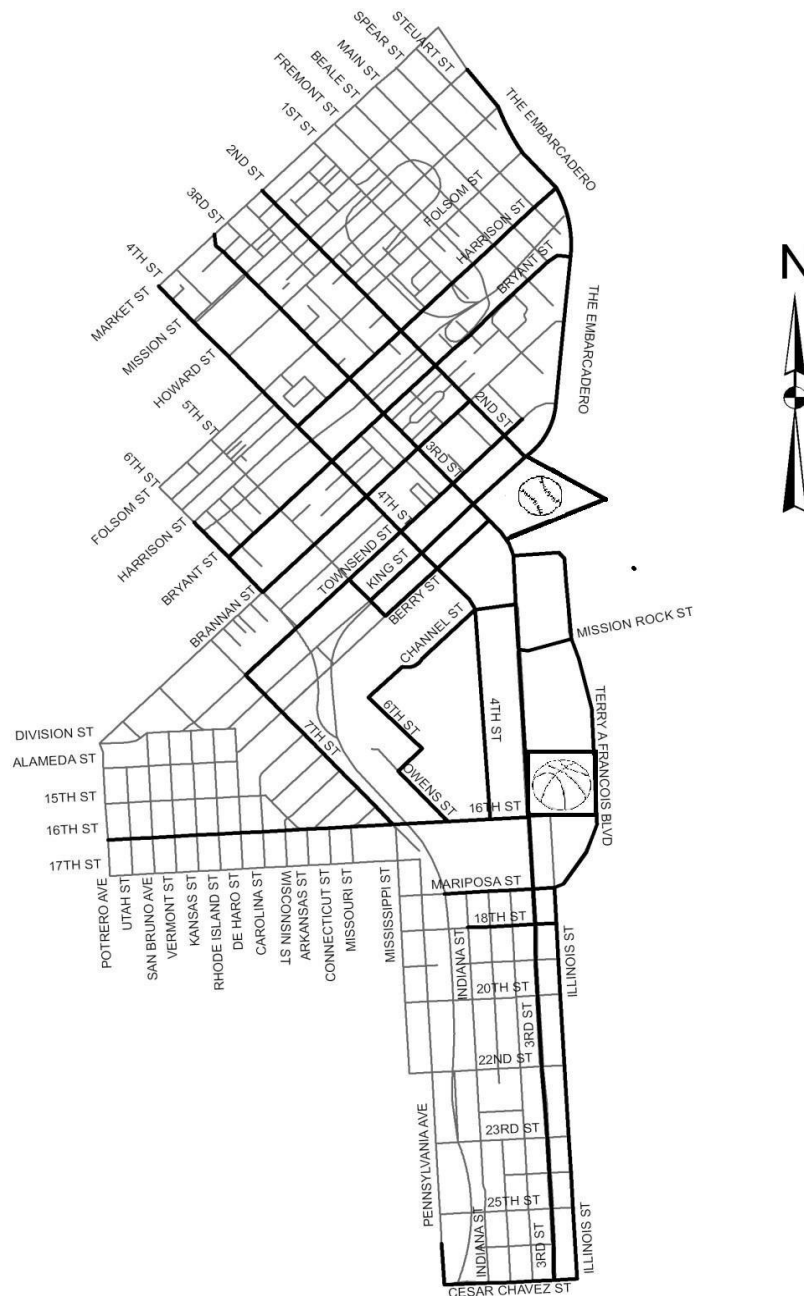 STEUART ST
SPEAR ST
MAIN ST
BEALE ST
FREMONT ST
1ST ST
2ND ST
3RD ST
4TH ST
MARKET ST
MISSION ST
HOWARD ST
5TH ST
6TH ST
FOLSOM ST
HARRISON ST
BRYANT ST
BRANNAN ST
THE EMBARCADERO
FOLSOM ST
HARRISON ST
BRYANT ST
THE EMBARCADERO
N
2ND ST
3RD ST
4TH ST
TOWNSEND ST
KING ST
BERRY ST
CHANNEL ST
MISSION ROCK ST
6TH ST
4TH ST
TERRY A FRANCOIS BLVD
7TH ST
OWENS ST
16TH ST
DIVISION ST
ALAMEDA ST
15TH ST
16TH ST
17TH ST
POTRERO AVE
UTAH ST
SAN BRUNO AVE
VERMONT ST
KANSAS ST
RHODE ISLAND ST
DE HARO ST
CAROLINA ST
WISCONSIN ST
ARKANSAS ST
CONNECTICUT ST
MISSOURI ST
MISSISSIPPI ST
MARIPOSA ST
18TH ST
INDIANA ST
ILLINOIS ST
20TH ST
3RD ST
22ND ST
PENNSYLVANIA AVE
23RD ST
25TH ST
INDIANA ST
3RD ST
ILLINOIS ST
CESAR CHAVEZ ST